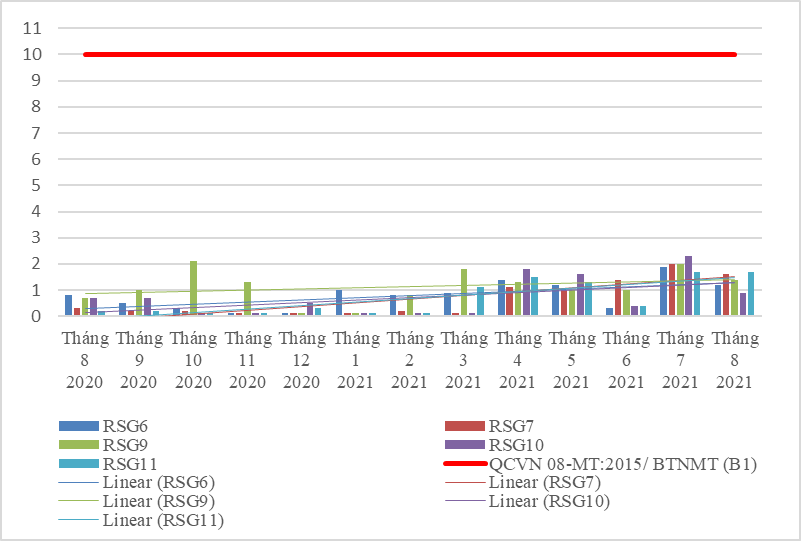 11
10
9
8
7
6
5
4
3
2
1
0
Tháng Tháng Tháng Tháng Tháng Tháng Tháng Tháng Tháng Tháng Tháng Tháng Tháng
8 9 10 11 12 1 2 3 4 5 6 7 8
2020 2020 2020 2020 2020 2021 2021 2021 2021 2021 2021 2021 2021
RSG6 RSG7
RSG9 RSG10
RSG11 QCVN 08-MT:2015/ BTNMT (B1)
Linear (RSG6) Linear (RSG7)
Linear (RSG9) Linear (RSG10)
Linear (RSG11)